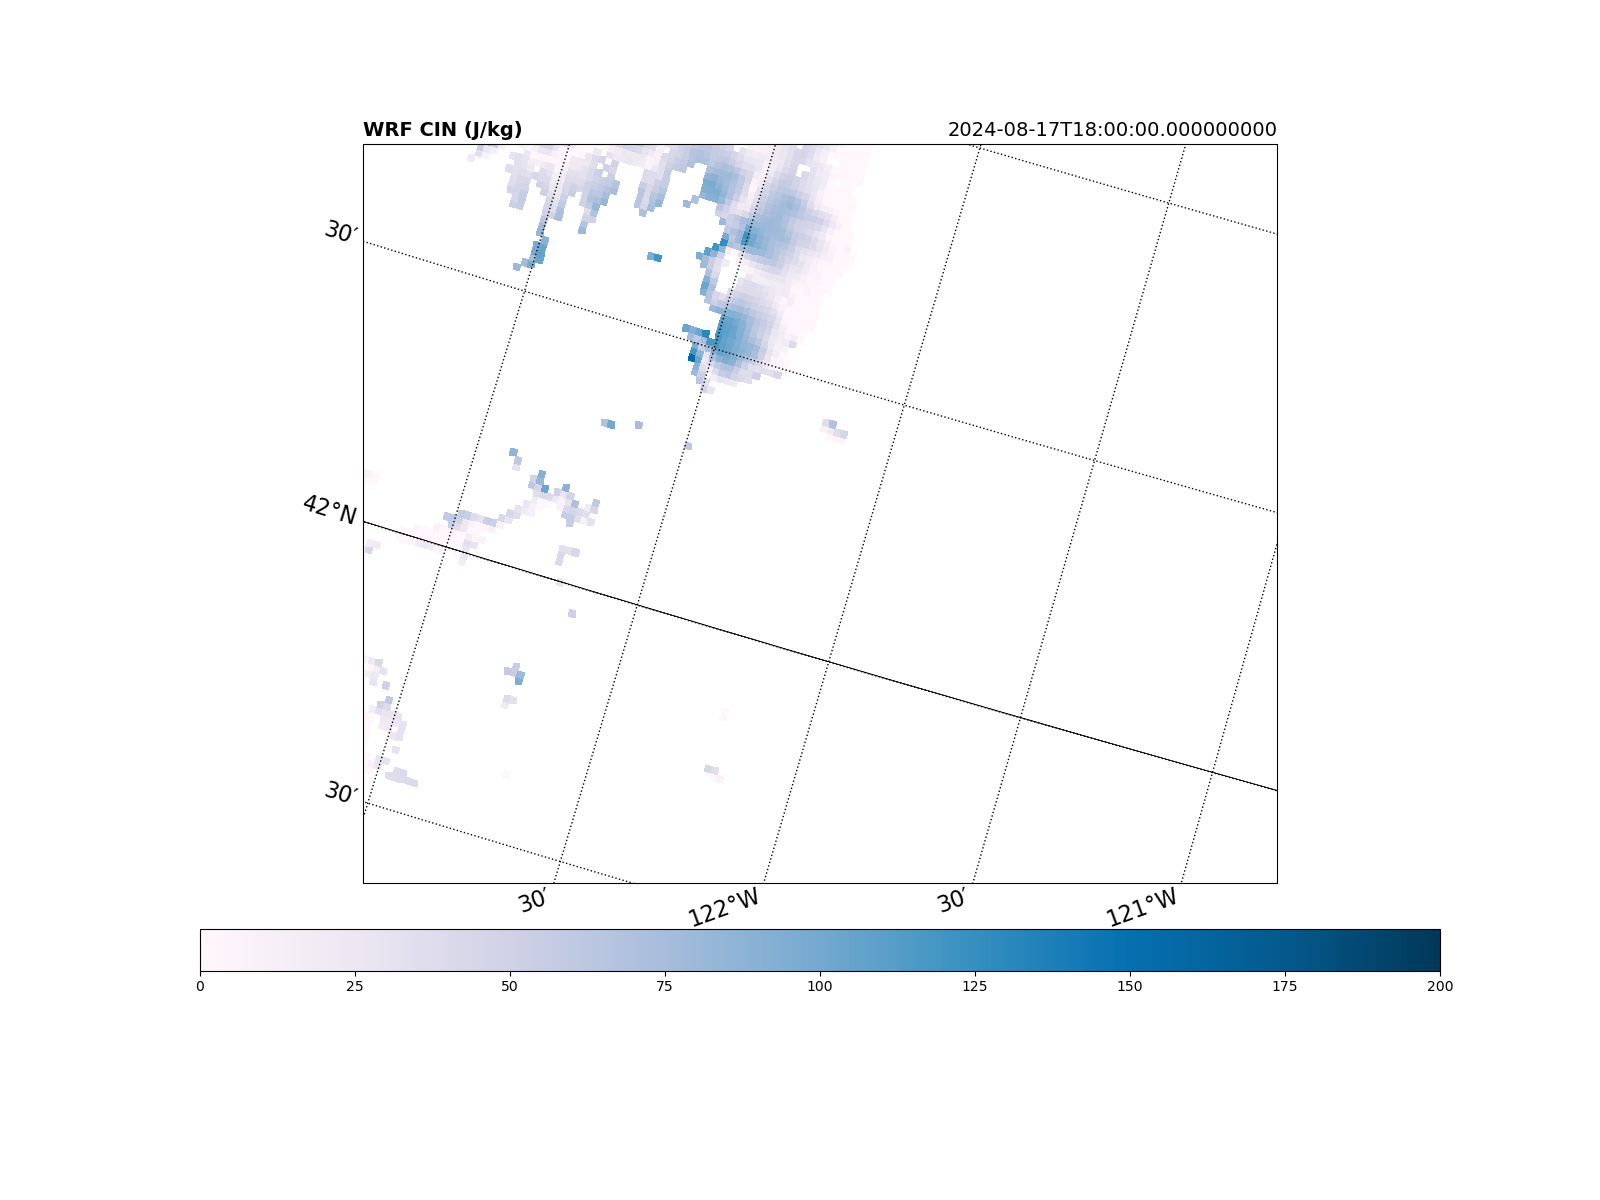 WRF CIN (J/kg) 2024-08-17T18:00:00.000000000
30′
42°N
30′
30′ 122°W 30′ 121°W
0 25 50 75 100 125 150 175 200